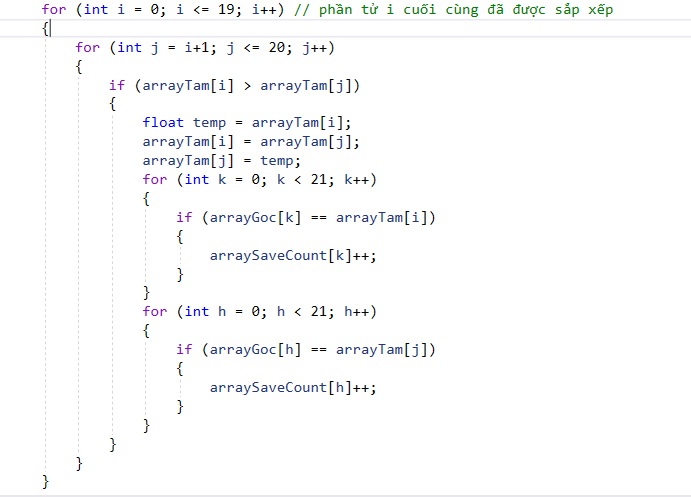 for (int i = 0; i <= 19; i++) // phần tử i cuối cùng đã được sắp xếp
{
for (int j = i+1; j <= 20; j++)
{
if (arrayTam[i] > arrayTam[j])
{
float temp = arrayTam[i];
arrayTam[i] = arrayTam[j];
arrayTam[j] = temp;
for (int k = 0; k < 21; k++)
{
if (arrayGoc[k] == arrayTam[i])
{
arraySaveCount[k]++;
}
}
for (int h = 0; h < 21; h++)
{
if (arrayGoc[h] == arrayTam[j])
{
arraySaveCount[h]++;
}
}
}
}
}